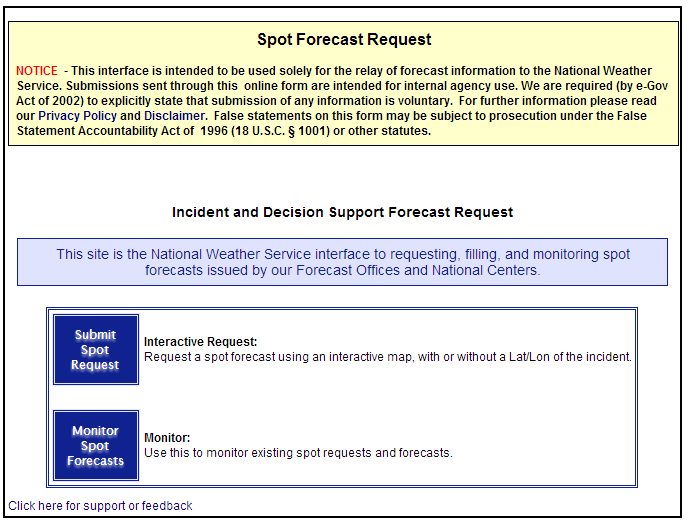 Spot Forecast Request
NOTICE - This interface is intended to be used solely for the relay of forecast information to the National Weather
Service. Submissions sent through this online form are intended for internal agency use. We are required (by e-Gov
Act of 2002) to explicitly state that submission of any information is voluntary. For further information please read
our Privacy Policy and Disclaimer. False statements on this form may be subject to prosecution under the False
Statement Accountability Act of 1996 (18 U.S.C. § 1001) or other statutes.
Incident and Decision Support Forecast Request
This site is the National Weather Service interface to requesting, filling, and monitoring spot
forecasts issued by our Forecast Offices and National Centers.
Submit
Spot
Request
Interactive Request:
Request a spot forecast using an interactive map, with or without a Lat/Lon of the incident.
Monitor
Spot
Forecasts
Monitor:
Use this to monitor existing spot requests and forecasts.
Click here for support or feedback